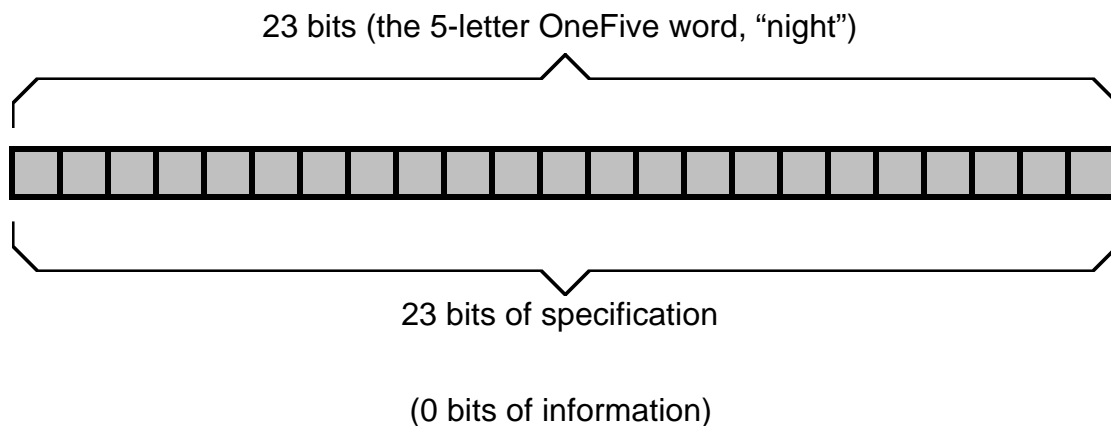 23 bits (the 5-letter OneFive word, “night”)
23 bits of specification
(0 bits of information)